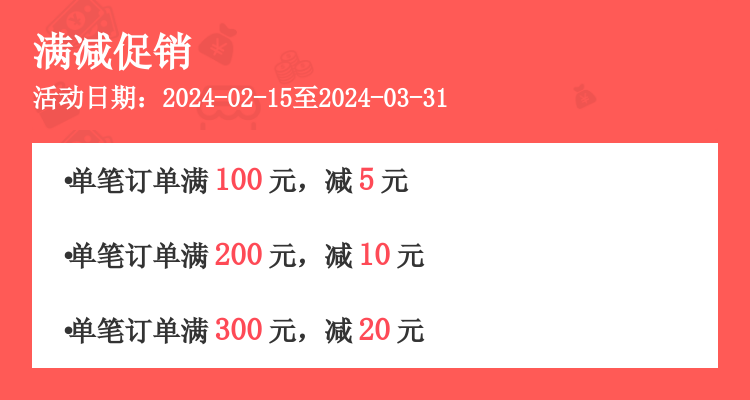 满减促销
活动日期：2024-02-15至2024-03-31
•单笔订单满 100 元，减 5 元
•单笔订单满 200 元，减 10 元
•单笔订单满 300 元，减 20 元